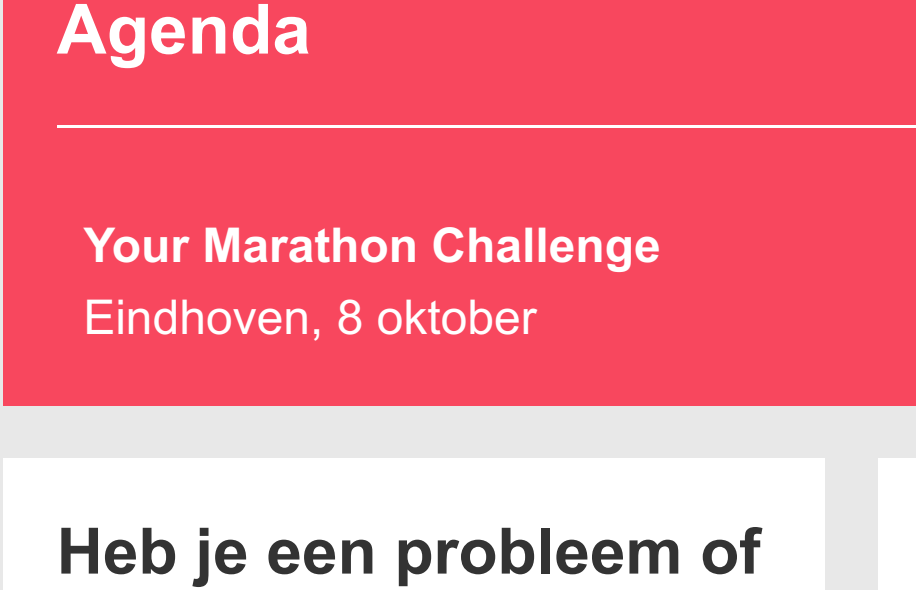 Agenda
Your Marathon Challenge
Eindhoven, 8 oktober
Heb je een probleem of